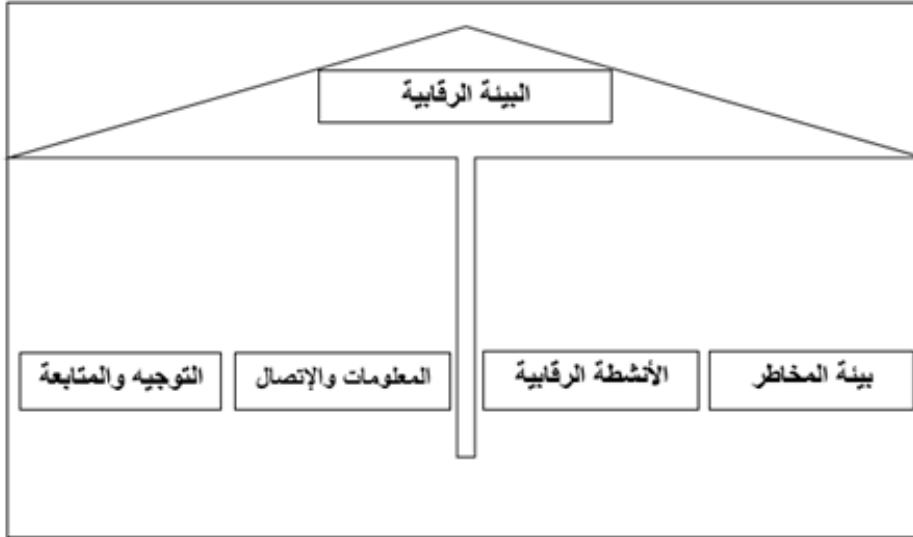 البيئة الرقابية
بيئة المخاطر
الأنشطة الرقابية
المعلومات والإتصال
التوجيه والمتابعة